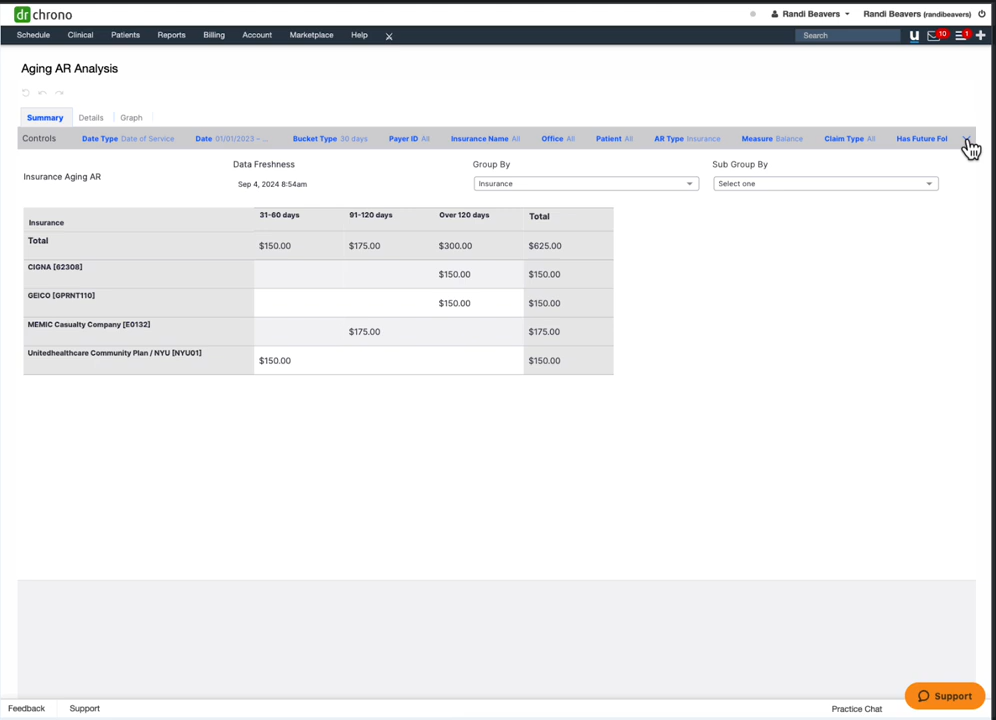 dr chrono
Randi Beavers Randi Beavers (randibeavers)
Schedule Clinical Patients Reports Billing Account Marketplace Help Search 10 1
Aging AR Analysis
Summary Details Graph
Controls Date Type Date of Service Date 01/01/2023 – ... Bucket Type 30 days Payer ID All Insurance Name All Office All Patient All AR Type Insurance Measure Balance Claim Type All Has Future Fol
Insurance Aging AR
Data Freshness
Sep 4, 2024 8:54am
Group By
Insurance
Sub Group By
Select one
Insurance 31-60 days 91-120 days Over 120 days Total
Total $150.00 $175.00 $300.00 $625.00
CIGNA [62308] $150.00 $150.00
GEICO [GPRNT110] $150.00 $150.00
MEMIC Casualty Company [E0132] $175.00 $175.00
Unitedhealthcare Community Plan / NYU [NYU01] $150.00 $150.00
Support
Feedback Support Practice Chat